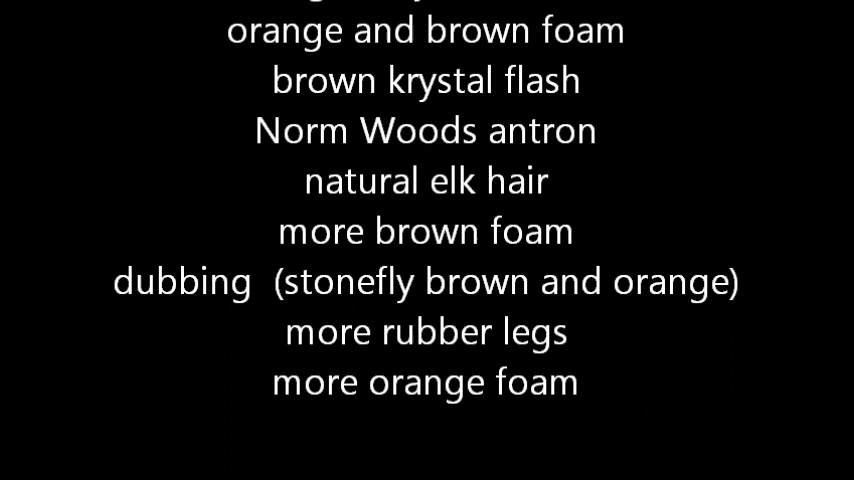 orange and brown foam
brown krystal flash
Norm Woods antron
natural elk hair
more brown foam
dubbing  (stonefly brown and orange)
more rubber legs
more orange foam